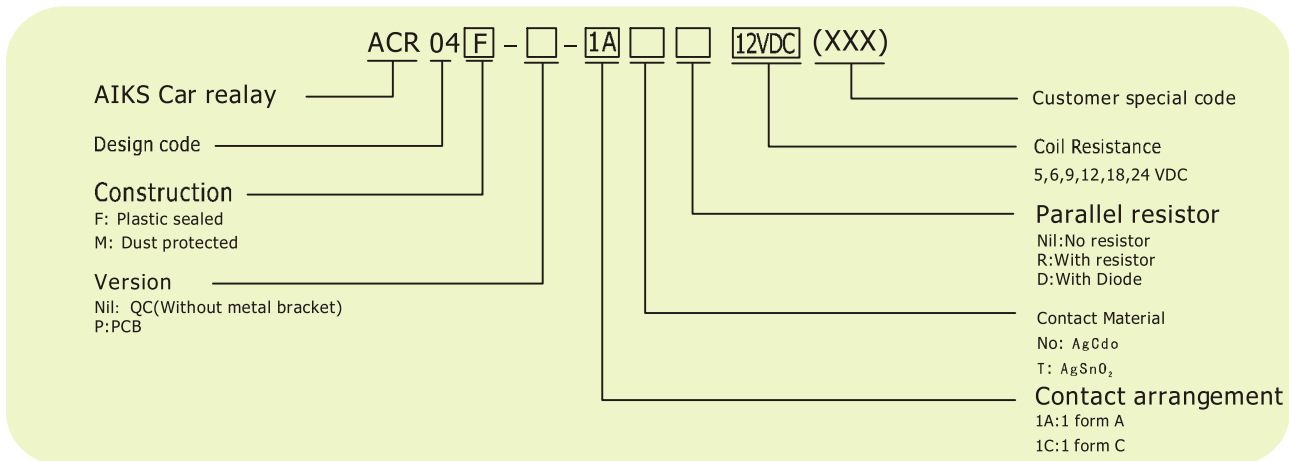 ACR 04 F - - 1A 12VDC (XXX)
AIKS Car realay
Design code
Construction
F: Plastic sealed
M: Dust protected
Version
Nil: QC(Without metal bracket)
P:PCB
Customer special code
Coil Resistance
5,6,9,12,18,24 VDC
Parallel resistor
Nil:No resistor
R:With resistor
D:With Diode
Contact Material
No: AgCdo
T: AgSnO₂
Contact arrangement
1A:1 form A
1C:1 form C